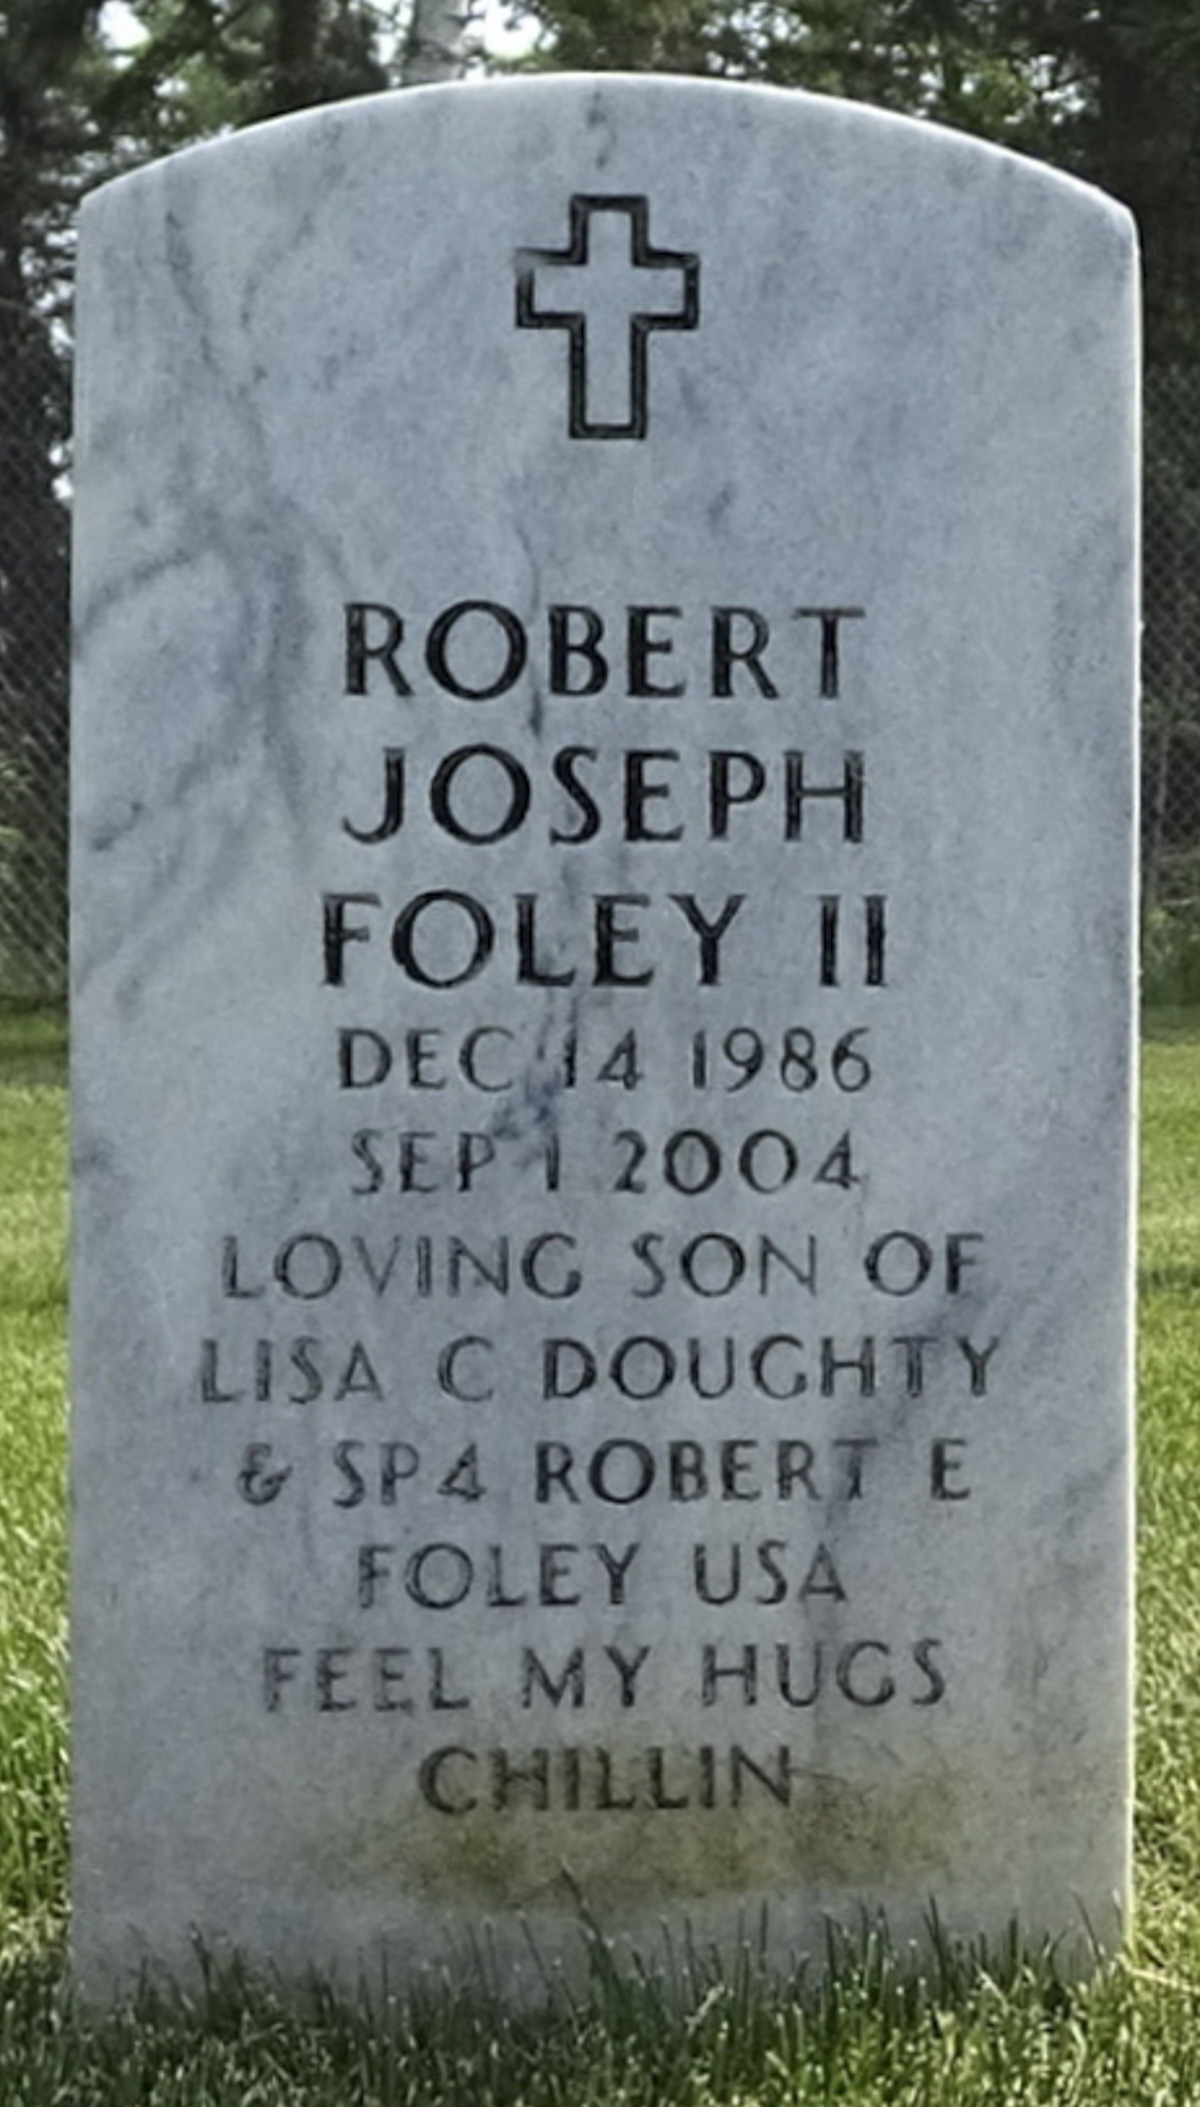 ROBERT
JOSEPH
FOLEY II
DEC 14 1986
SEP 1 2004
LOVING SON OF
LISA C DOUGHTY
& SP4 ROBERT E
FOLEY USA
FEEL MY HUGS
CHILLIN